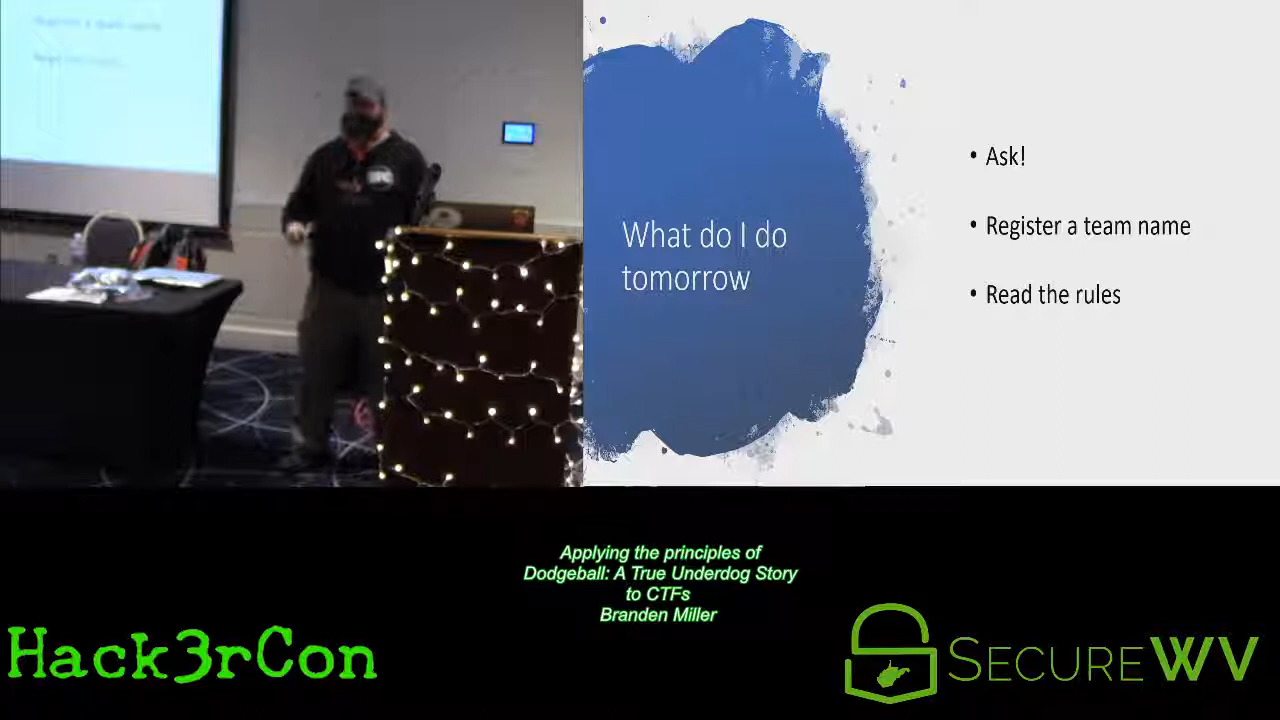 What do I do
tomorrow
• Ask!
• Register a team name
• Read the rules
Applying the principles of
Dodgeball: A True Underdog Story
to CTFs
Branden Miller
Hack3rCon
SECUREWV